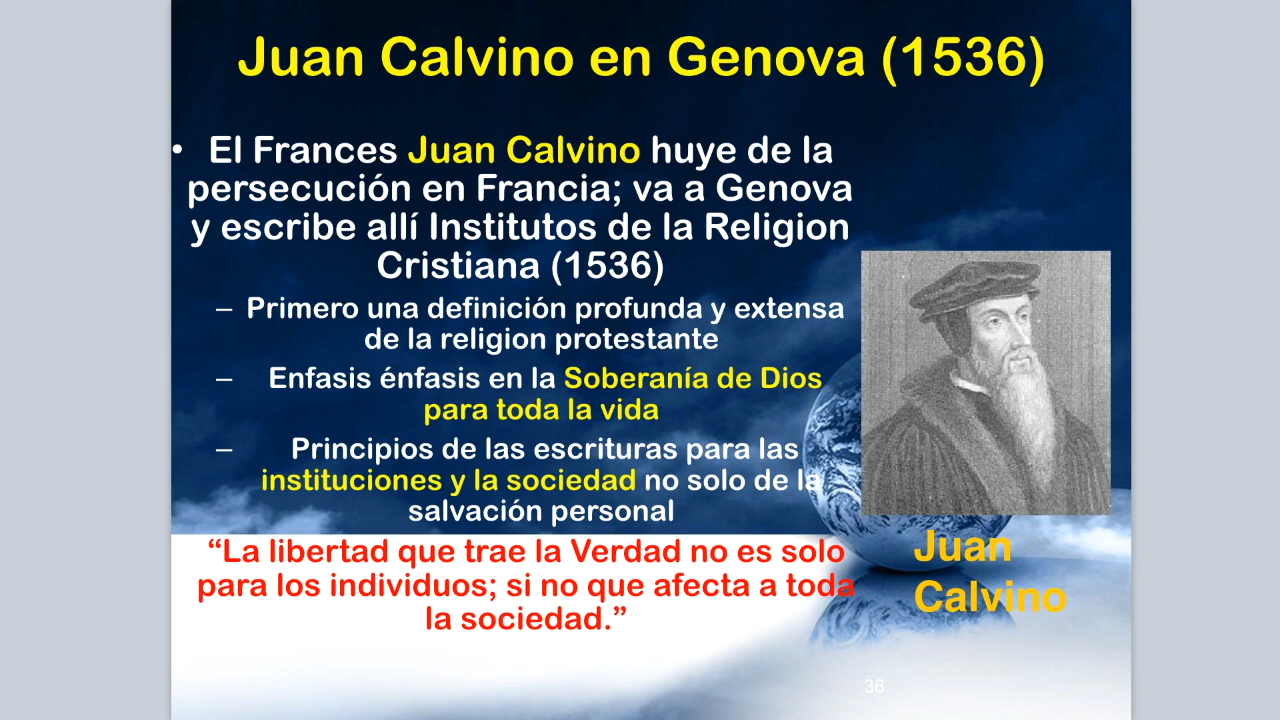 Juan Calvino en Genova (1536)
• El Frances Juan Calvino huye de la
persecución en Francia; va a Genova
y escribe allí Institutos de la Religion
Cristiana (1536)
– Primero una definición profunda y extensa
de la religion protestante
– Enfasis énfasis en la Soberanía de Dios
para toda la vida
– Principios de las escrituras para las
instituciones y la sociedad no solo de la
salvación personal
“La libertad que trae la Verdad no es solo
para los individuos; si no que afecta a toda
la sociedad.”
Juan
Calvino
36